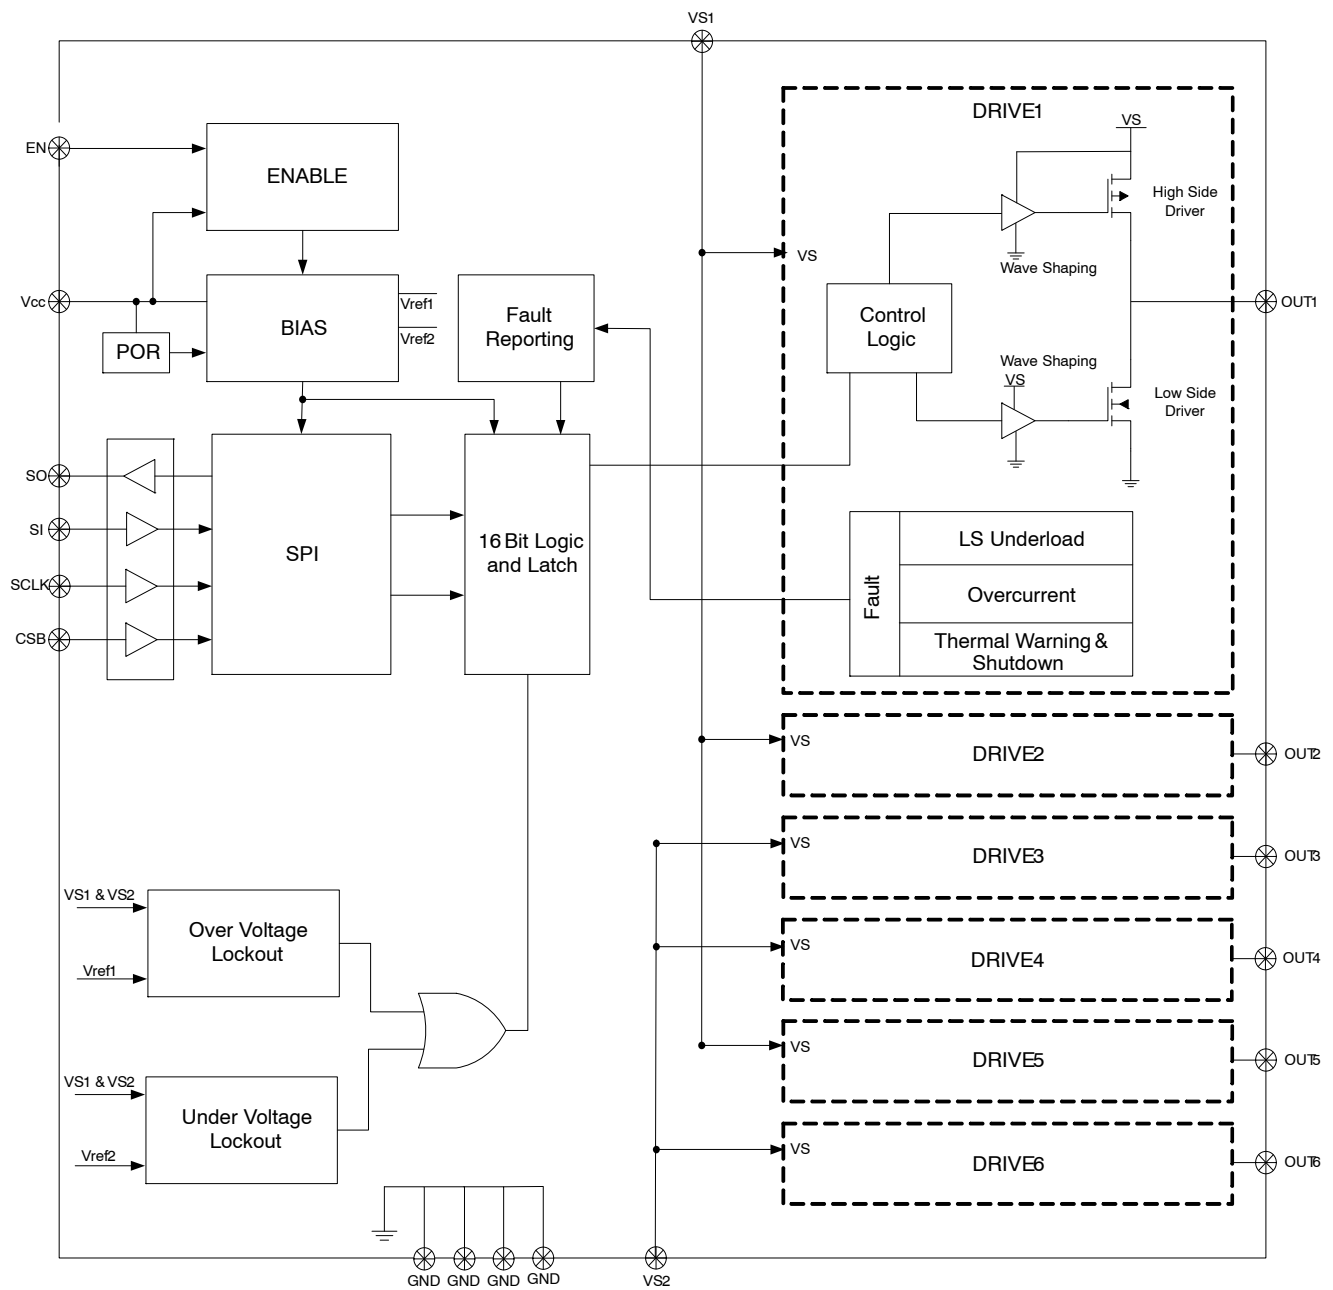 VS1
DRIVE1
VS
EN
ENABLE
High Side
Driver
VS
Wave Shaping
Vcc
Vref1
BIAS
Vref2
POR
Fault
Reporting
Control
Logic
OUT1
Wave Shaping
VS
Low Side
Driver
SO
SI
SCLK
CSB
SPI
16 Bit Logic
and Latch
Fault
LS Underload
Overcurrent
Thermal Warning &
Shutdown
VS
DRIVE2
OUT2
VS
DRIVE3
OUT3
VS1 & VS2
Over Voltage
Lockout
Vref1
VS
DRIVE4
OUT4
VS
DRIVE5
OUT5
VS1 & VS2
Under Voltage
Lockout
Vref2
VS
DRIVE6
OUT6
GND
GND
GND
GND
VS2